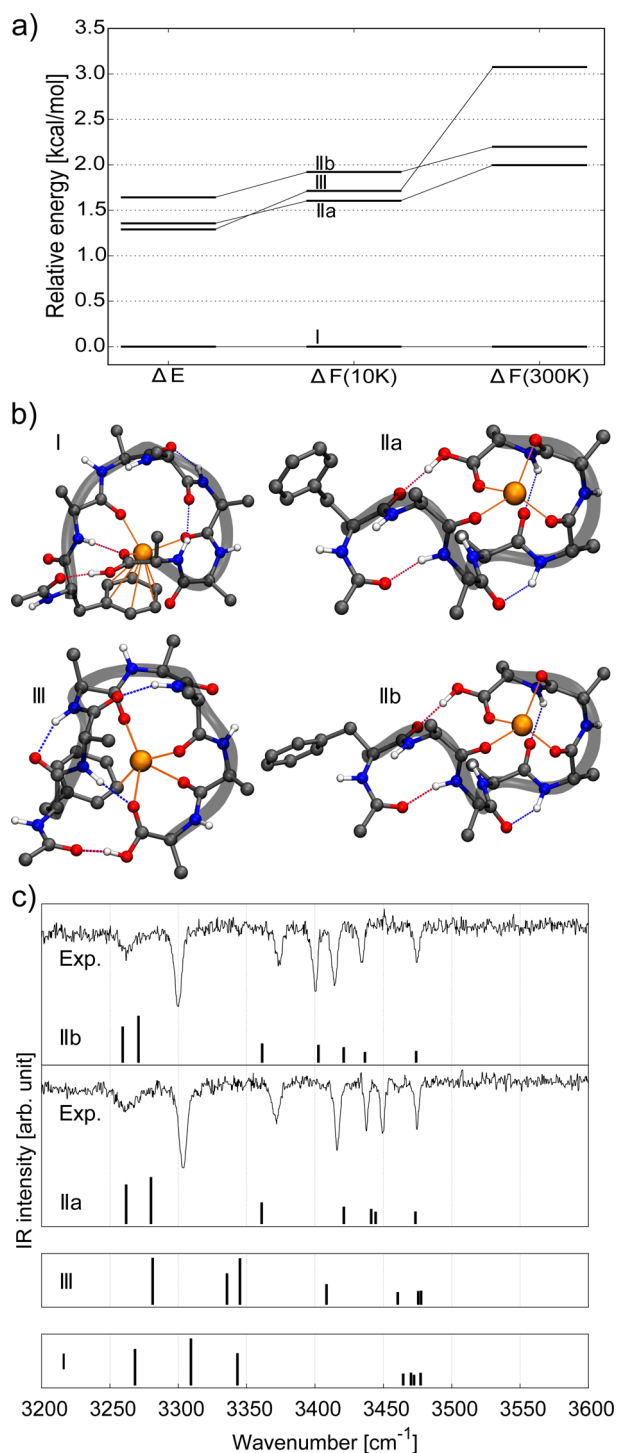 a)
Relative energy [kcal/mol]
3.5
3.0
2.5
2.0
1.5
1.0
0.5
0.0
IIb
III
IIa
I
ΔE
ΔF(10K)
ΔF(300K)
b)
I
IIa
III
IIb
c)
IR intensity [arb. unit]
Exp.
IIb
Exp.
IIa
III
I
3200 3250 3300 3350 3400 3450 3500 3550 3600
Wavenumber [cm⁻¹]